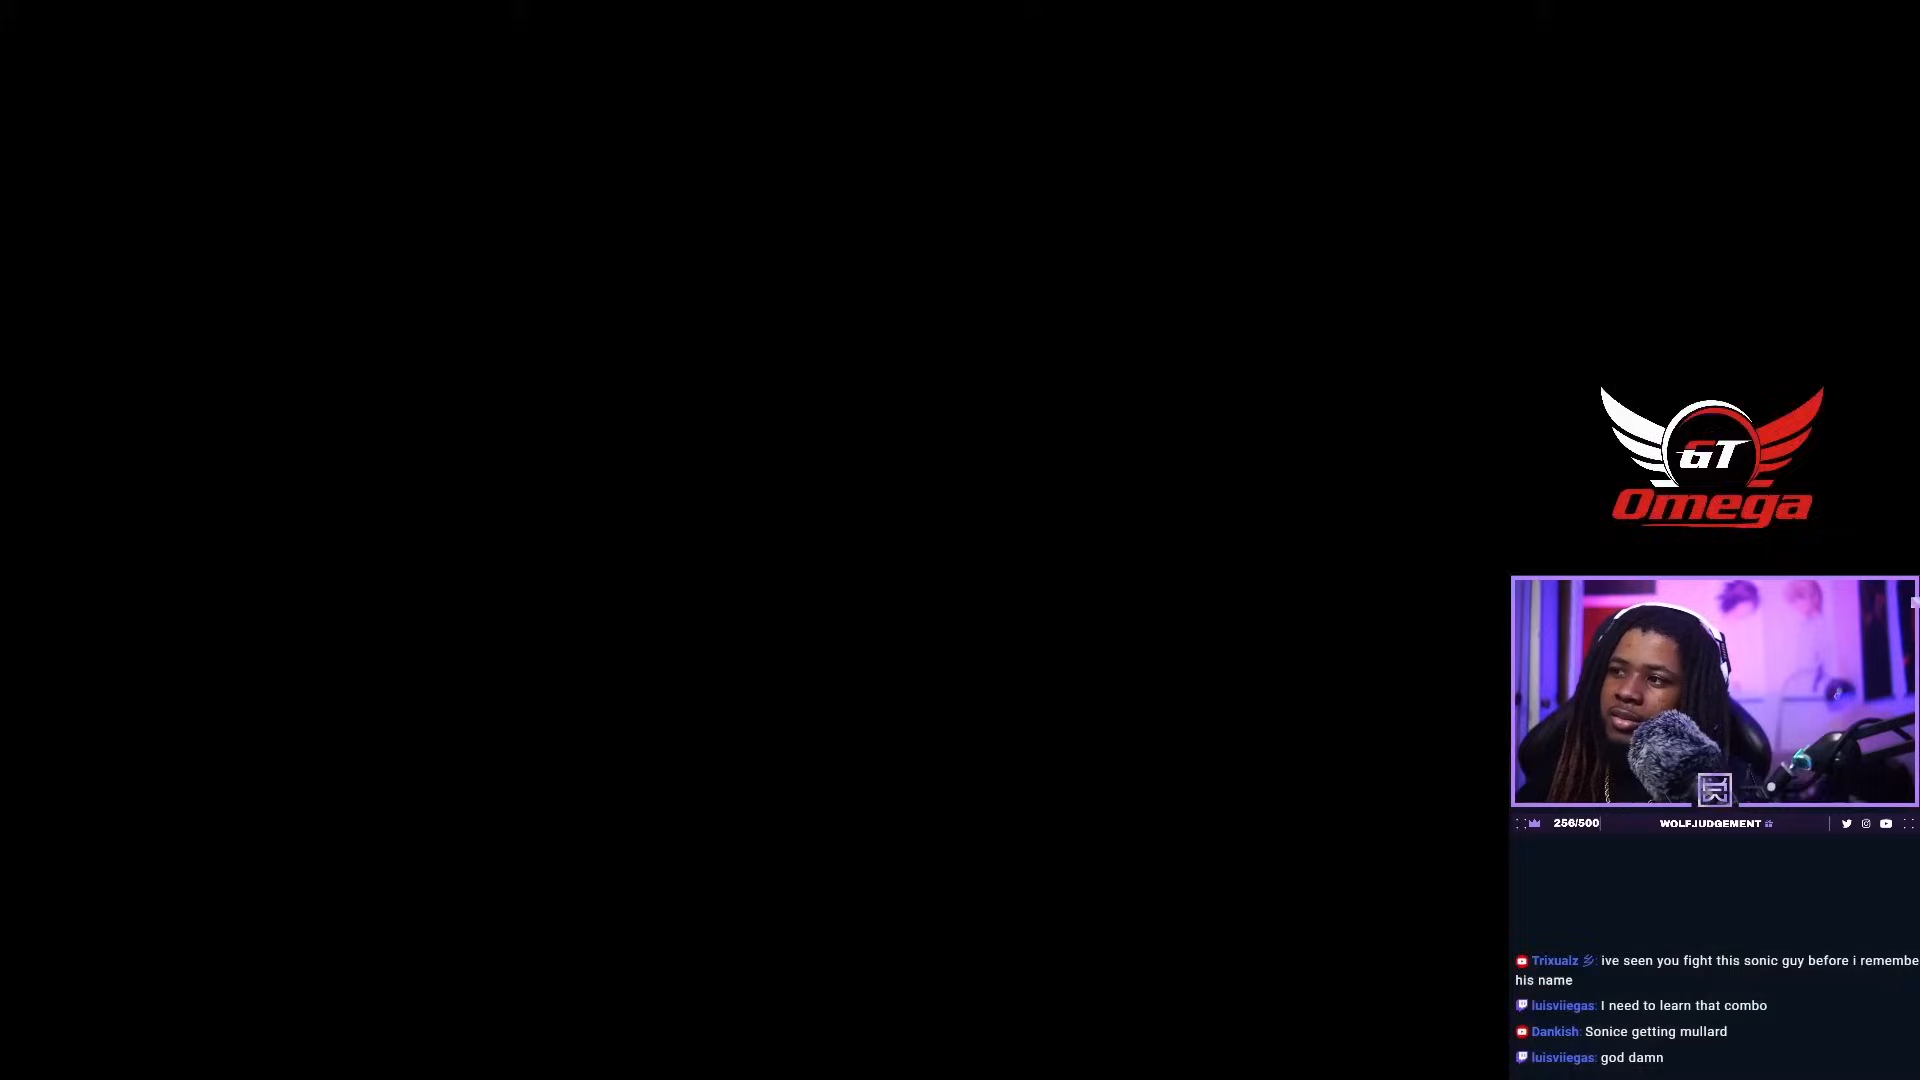 GT
Omega
256/500
WOLFJUDGEMENT
Trixualz 乡: ive seen you fight this sonic guy before i remembe
his name
luisviiegas: I need to learn that combo
Dankish: Sonice getting mullard
luisviiegas: god damn